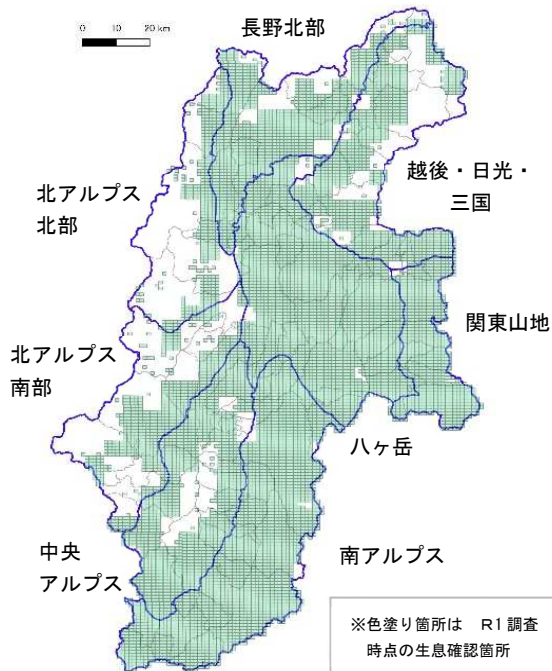 0 10 20 km
長野北部
北アルプス
北部
越後・日光・
三国
関東山地
北アルプス
南部
八ヶ岳
中央
アルプス
南アルプス
※色塗り箇所は R1調査
時点の生息確認箇所